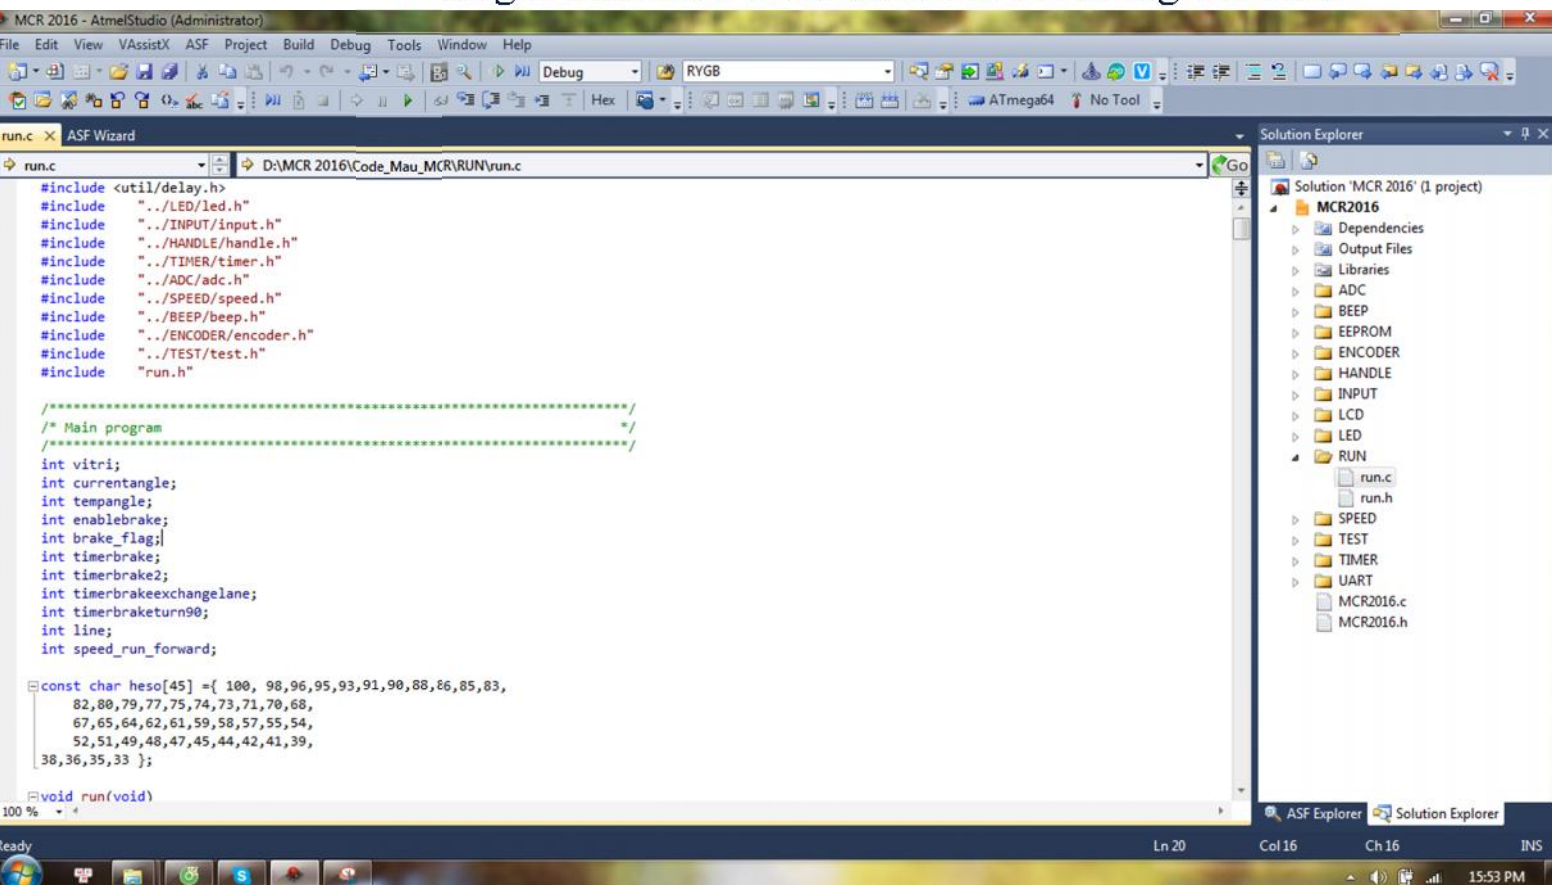 MCR 2016 - AtmelStudio (Administrator)
File Edit View VAssistX ASF Project Build Debug Tools Window Help
Debug RYGB
Hex ATmega64 No Tool
run.c ASF Wizard
run.c D:\MCR 2016\Code_Mau_MCR\RUN\run.c Go
#include <util/delay.h>
#include "../LED/led.h"
#include "../INPUT/input.h"
#include "../HANDLE/handle.h"
#include "../TIMER/timer.h"
#include "../ADC/adc.h"
#include "../SPEED/speed.h"
#include "../BEEP/beep.h"
#include "../ENCODER/encoder.h"
#include "../TEST/test.h"
#include "run.h"
/************************************************************************/
/* Main program */
/************************************************************************/
int vitri;
int currentangle;
int tempangle;
int enablebrake;
int brake_flag;
int timerbrake;
int timerbrake2;
int timerbrakeexchangelane;
int timerbraketurn90;
int line;
int speed_run_forward;
const char heso[45] ={ 100, 98,96,95,93,91,90,88,86,85,83,
82,80,79,77,75,74,73,71,70,68,
67,65,64,62,61,59,58,57,55,54,
52,51,49,48,47,45,44,42,41,39,
38,36,35,33 };
void run(void)
100 %
Solution Explorer
Solution 'MCR 2016' (1 project)
MCR2016
Dependencies
Output Files
Libraries
ADC
BEEP
EEPROM
ENCODER
HANDLE
INPUT
LCD
LED
RUN
run.c
run.h
SPEED
TEST
TIMER
UART
MCR2016.c
MCR2016.h
ASF Explorer Solution Explorer
Ready Ln 20 Col 16 Ch 16 INS
15:53 PM